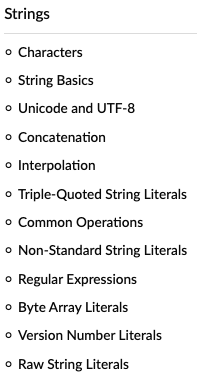 Strings
Characters
String Basics
Unicode and UTF-8
Concatenation
Interpolation
Triple-Quoted String Literals
Common Operations
Non-Standard String Literals
Regular Expressions
Byte Array Literals
Version Number Literals
Raw String Literals